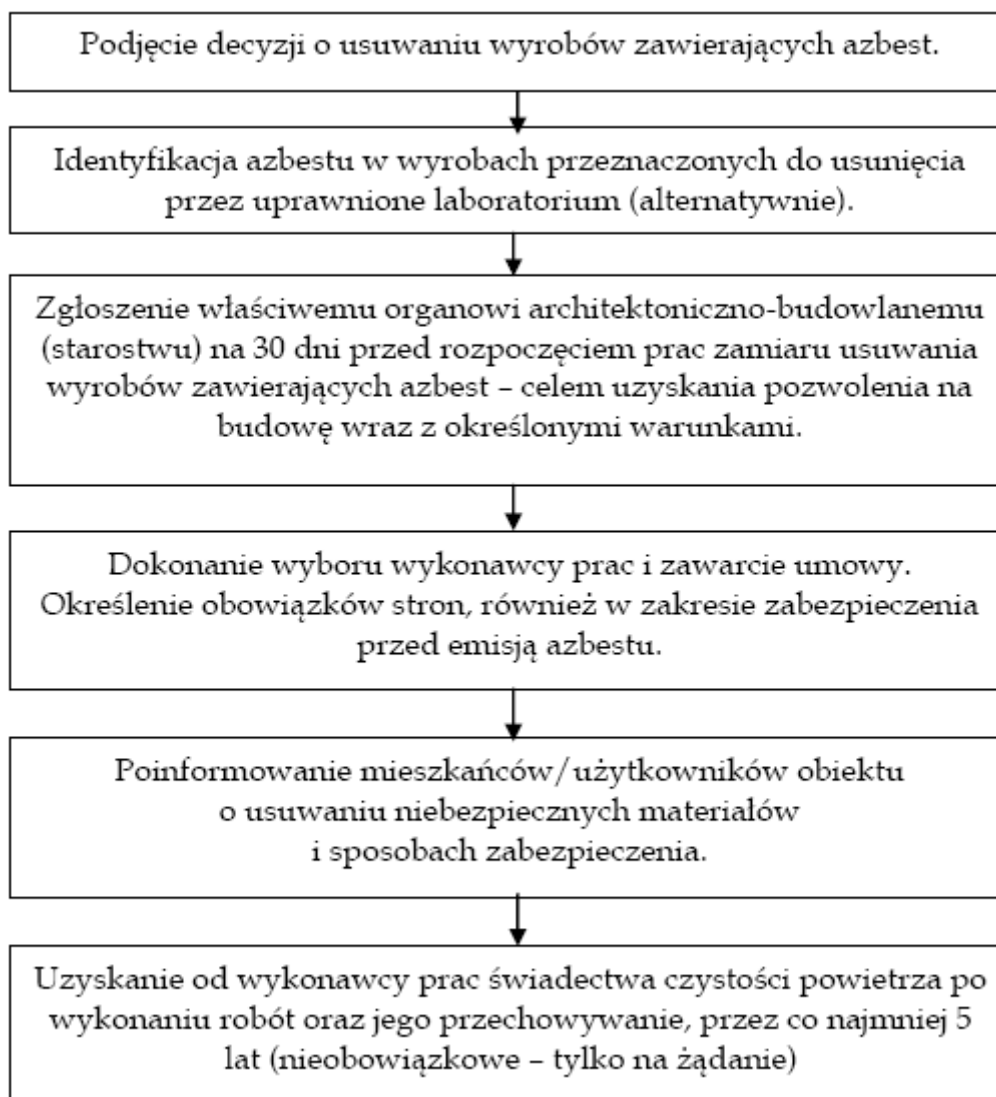 Podjęcie decyzji o usuwaniu wyrobów zawierających azbest.
Identyfikacja azbestu w wyrobach przeznaczonych do usunięcia
przez uprawnione laboratorium (alternatywnie).
Zgłoszenie właściwemu organowi architektoniczno-budowlanemu
(starostwu) na 30 dni przed rozpoczęciem prac zamiaru usuwania
wyrobów zawierających azbest – celem uzyskania pozwolenia na
budowę wraz z określonymi warunkami.
Dokonanie wyboru wykonawcy prac i zawarcie umowy.
Określenie obowiązków stron, również w zakresie zabezpieczenia
przed emisją azbestu.
Poinformowanie mieszkańców/użytkowników obiektu
o usuwaniu niebezpiecznych materiałów
i sposobach zabezpieczenia.
Uzyskanie od wykonawcy prac świadectwa czystości powietrza po
wykonaniu robót oraz jego przechowywanie, przez co najmniej 5
lat (nieobowiązkowe – tylko na żądanie)